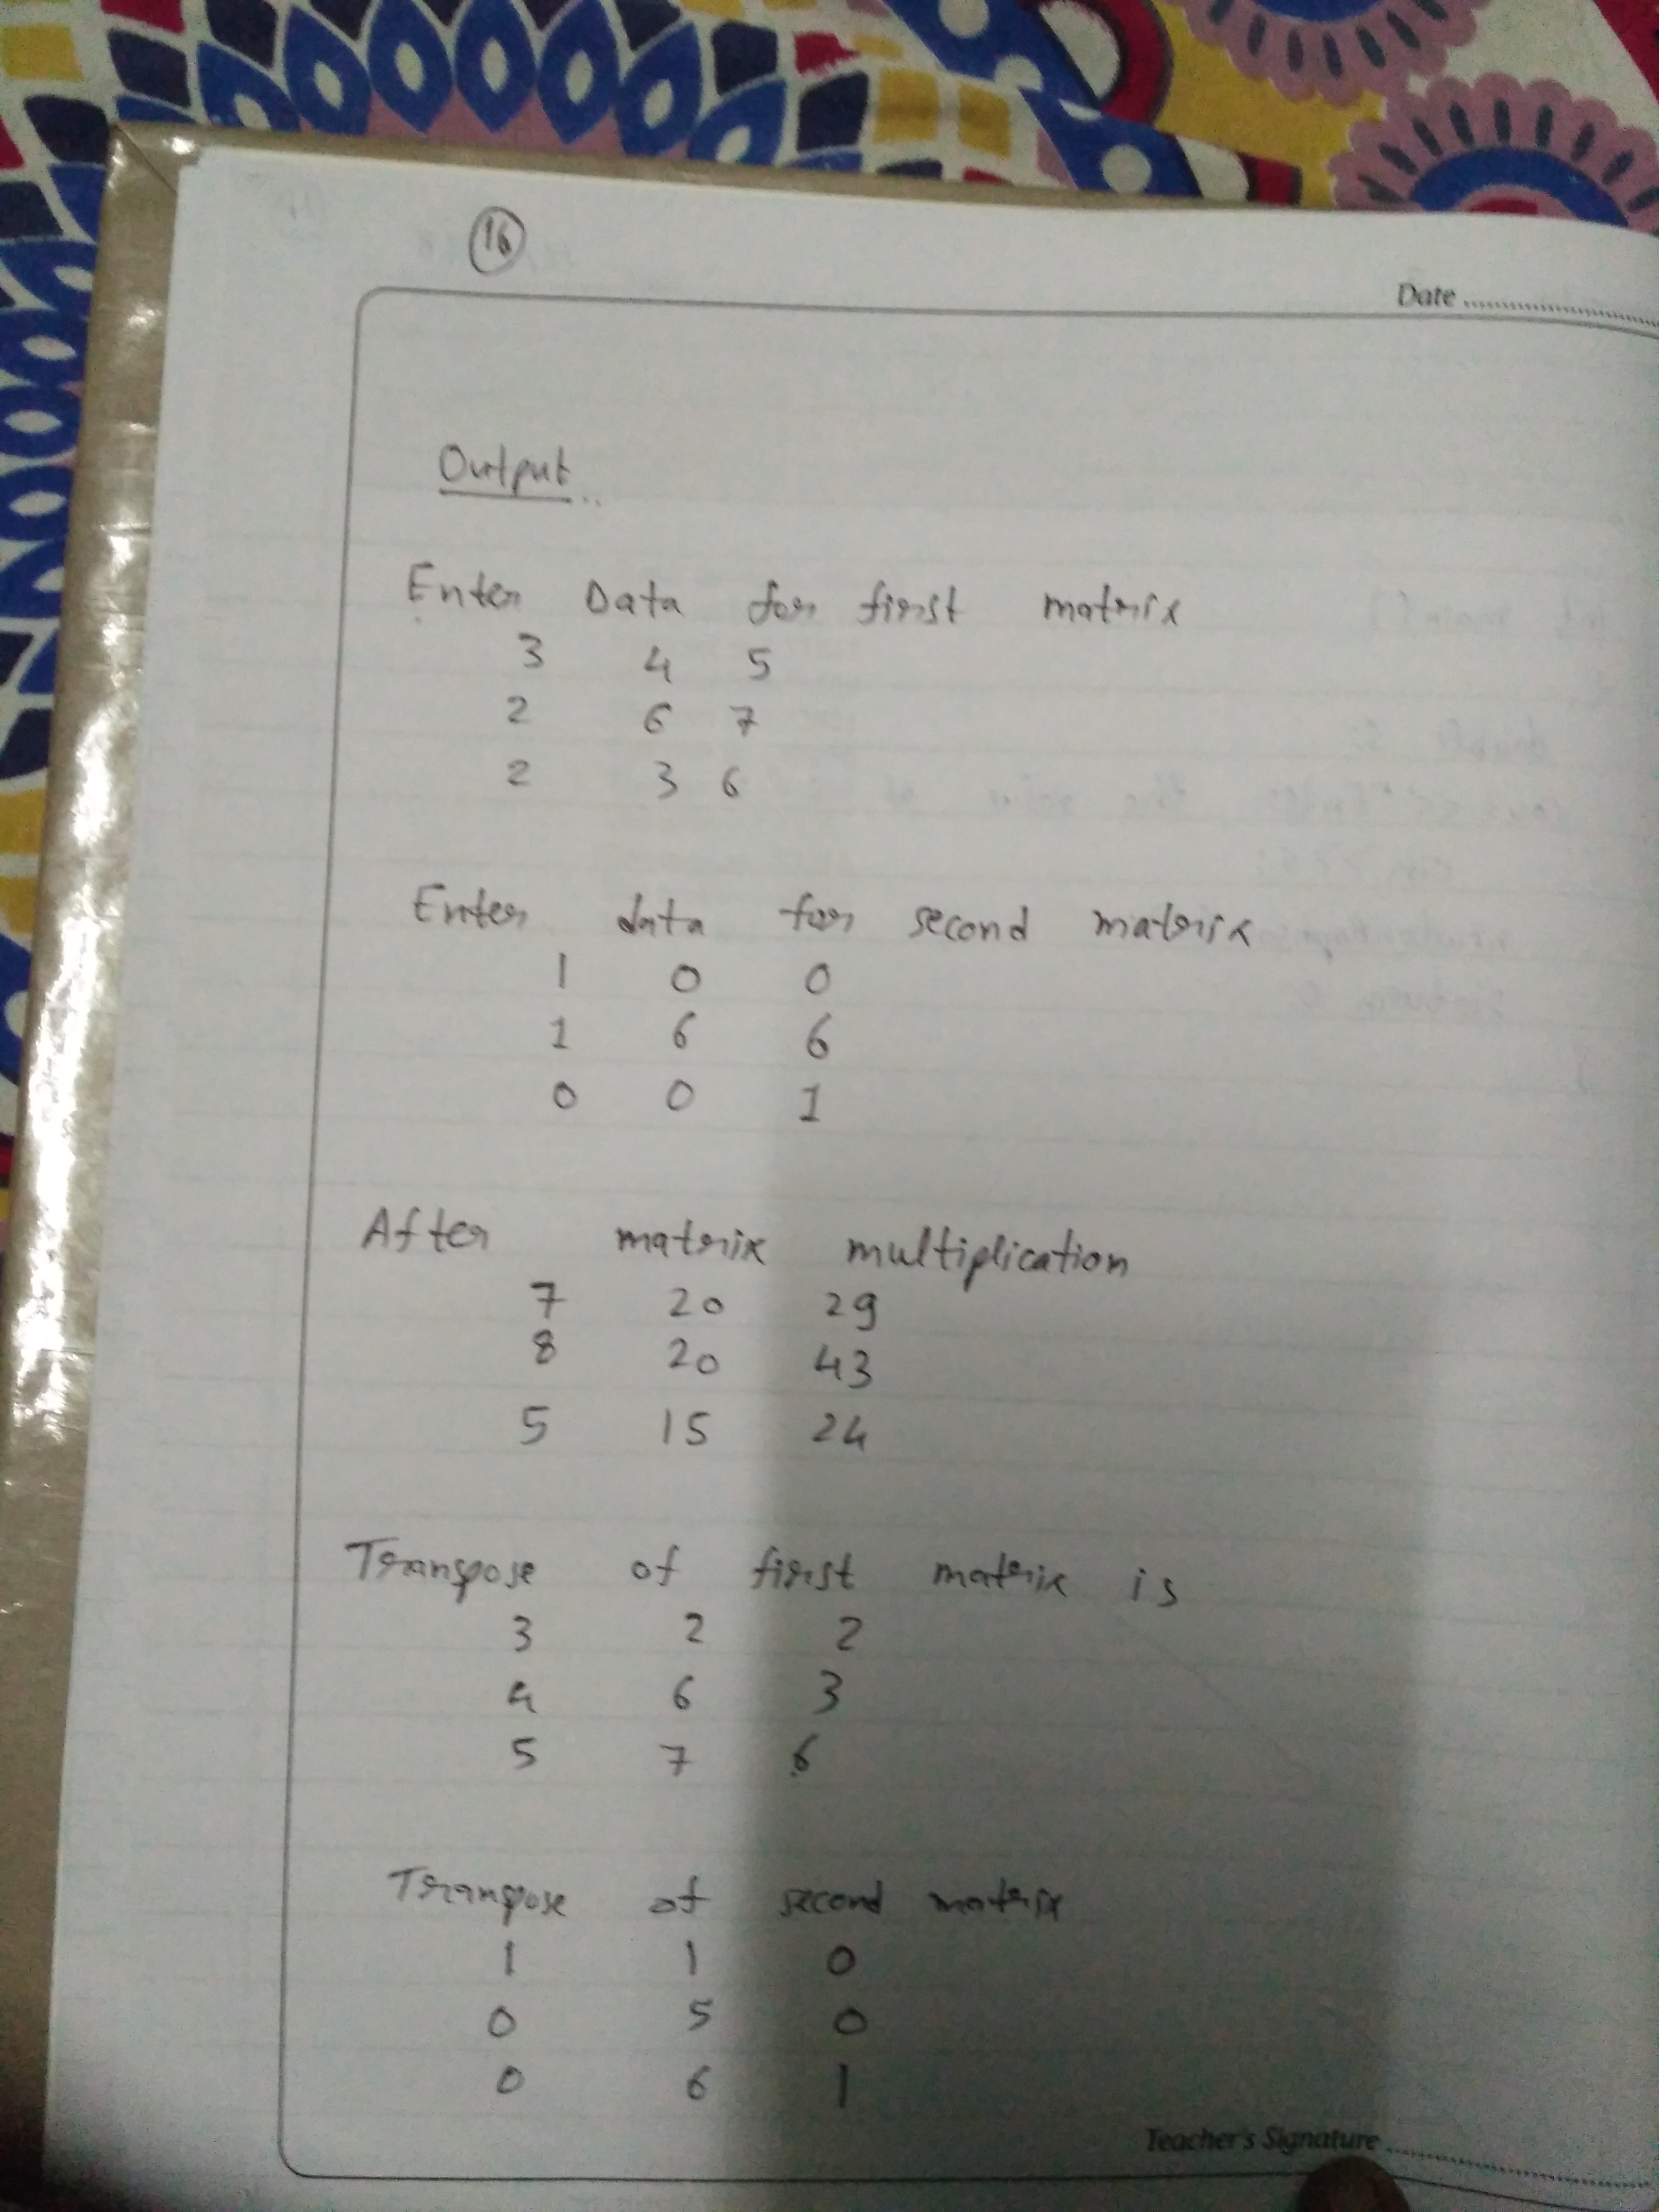 16
Date
Output
Enter Data for first matrix
3 4 5
2 6 7
2 3 6
Enter data for second matrix
1 0 0
1 6 6
0 0 1
After matrix multiplication
7 20 29
8 20 43
5 15 24
Transpose of first matrix is
3 2 2
4 6 3
5 7 6
Transpose of second matrix
1 1 0
0 5 0
0 6 1
Teacher's Signature